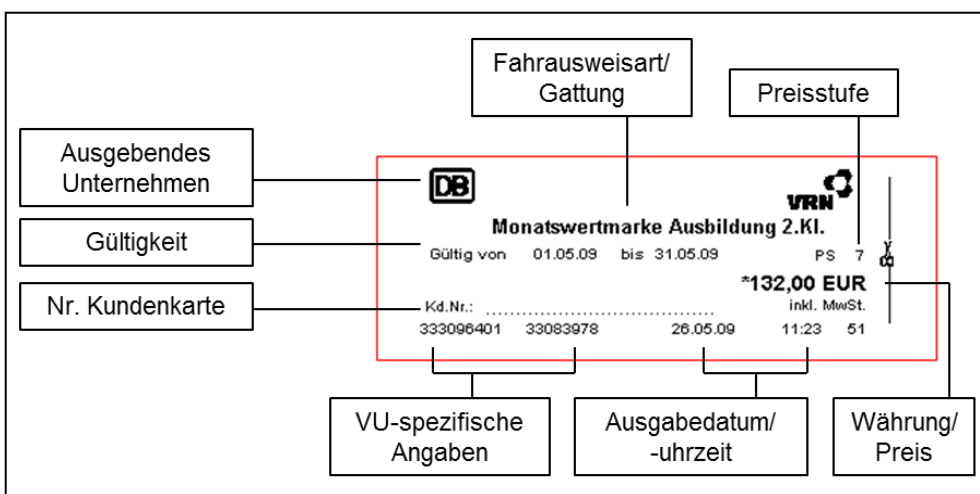 Fahrausweisart/
Gattung
Preisstufe
Ausgebendes
Unternehmen
Gültigkeit
Nr. Kundenkarte
DB
VRN
Monatswertmarke Ausbildung 2.Kl.
Gültig von 01.05.09 bis 31.05.09 PS 7
*132,00 EUR
Kd.Nr.: inkl. MwSt.
333096401 33083978 26.05.09 11:23 51
VU-spezifische
Angaben
Ausgabedatum/
-uhrzeit
Währung/
Preis